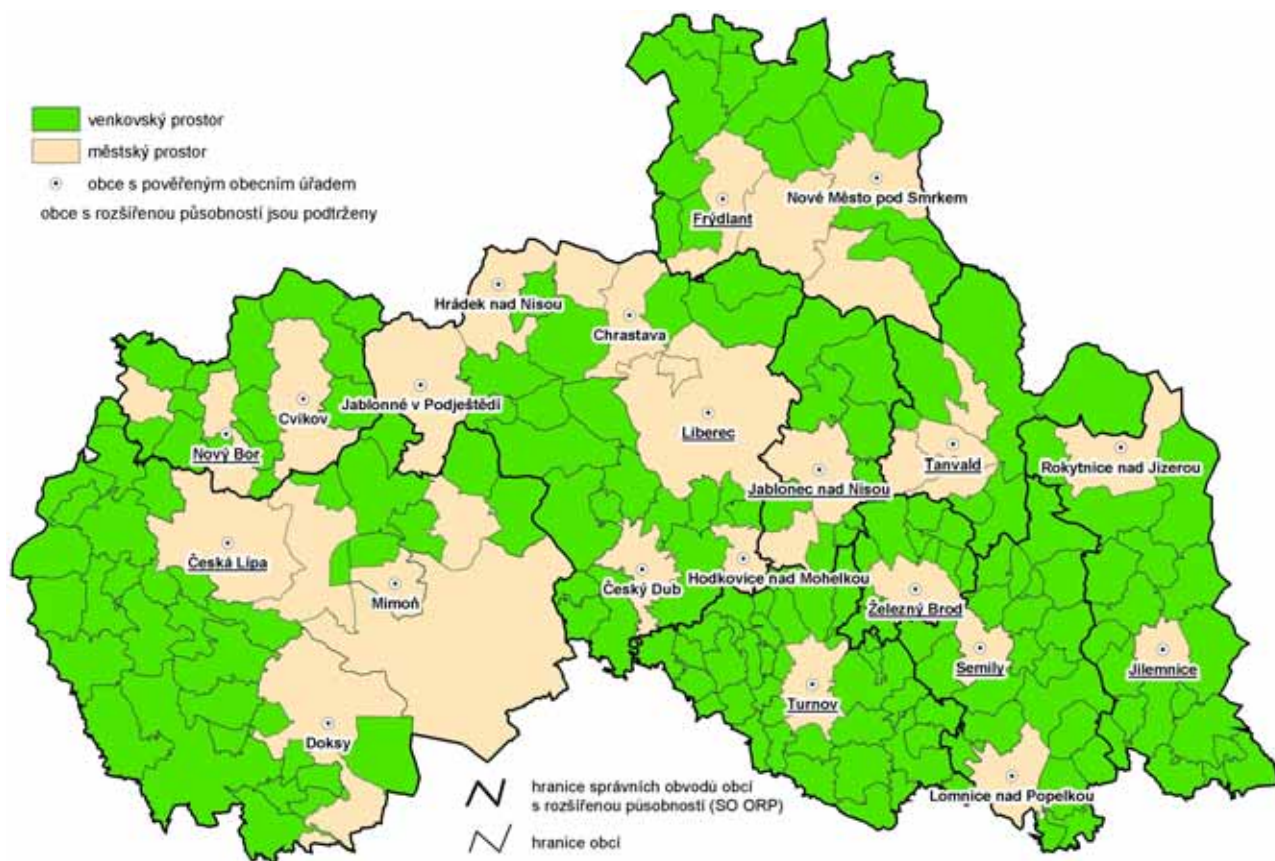 venkovský prostor
městský prostor
obce s pověřeným obecním úřadem
obce s rozšířenou působností jsou podtrženy
Nové Město pod Smrkem
Frýdlant
Hrádek nad Nisou
Chrastava
Jablonné v Podještědí
Cvikov
Liberec
Nový Bor
Tanvald
Rokytnice nad Jizerou
Jablonec nad Nisou
Česká Lípa
Mimoň
Český Dub
Hodkovice nad Mohelkou
Železný Brod
Semily
Jilemnice
Turnov
Doksy
Lomnice nad Popelkou
hranice správních obvodů obcí
s rozšířenou působností (SO ORP)
hranice obcí